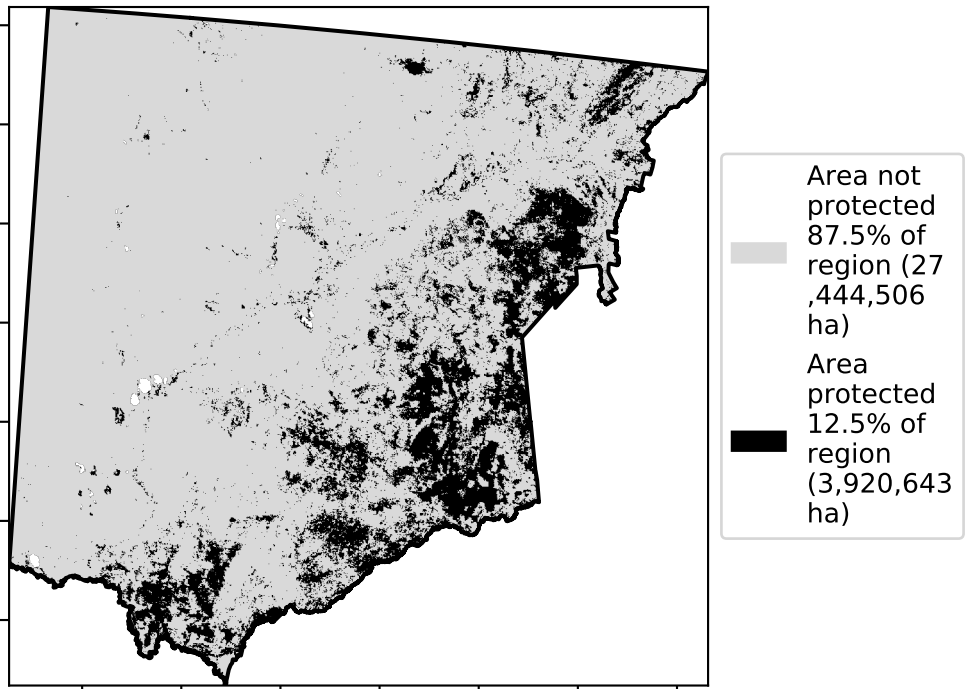 Area not
protected
87.5% of
region (27
,444,506
ha)
Area
protected
12.5% of
region
(3,920,643
ha)